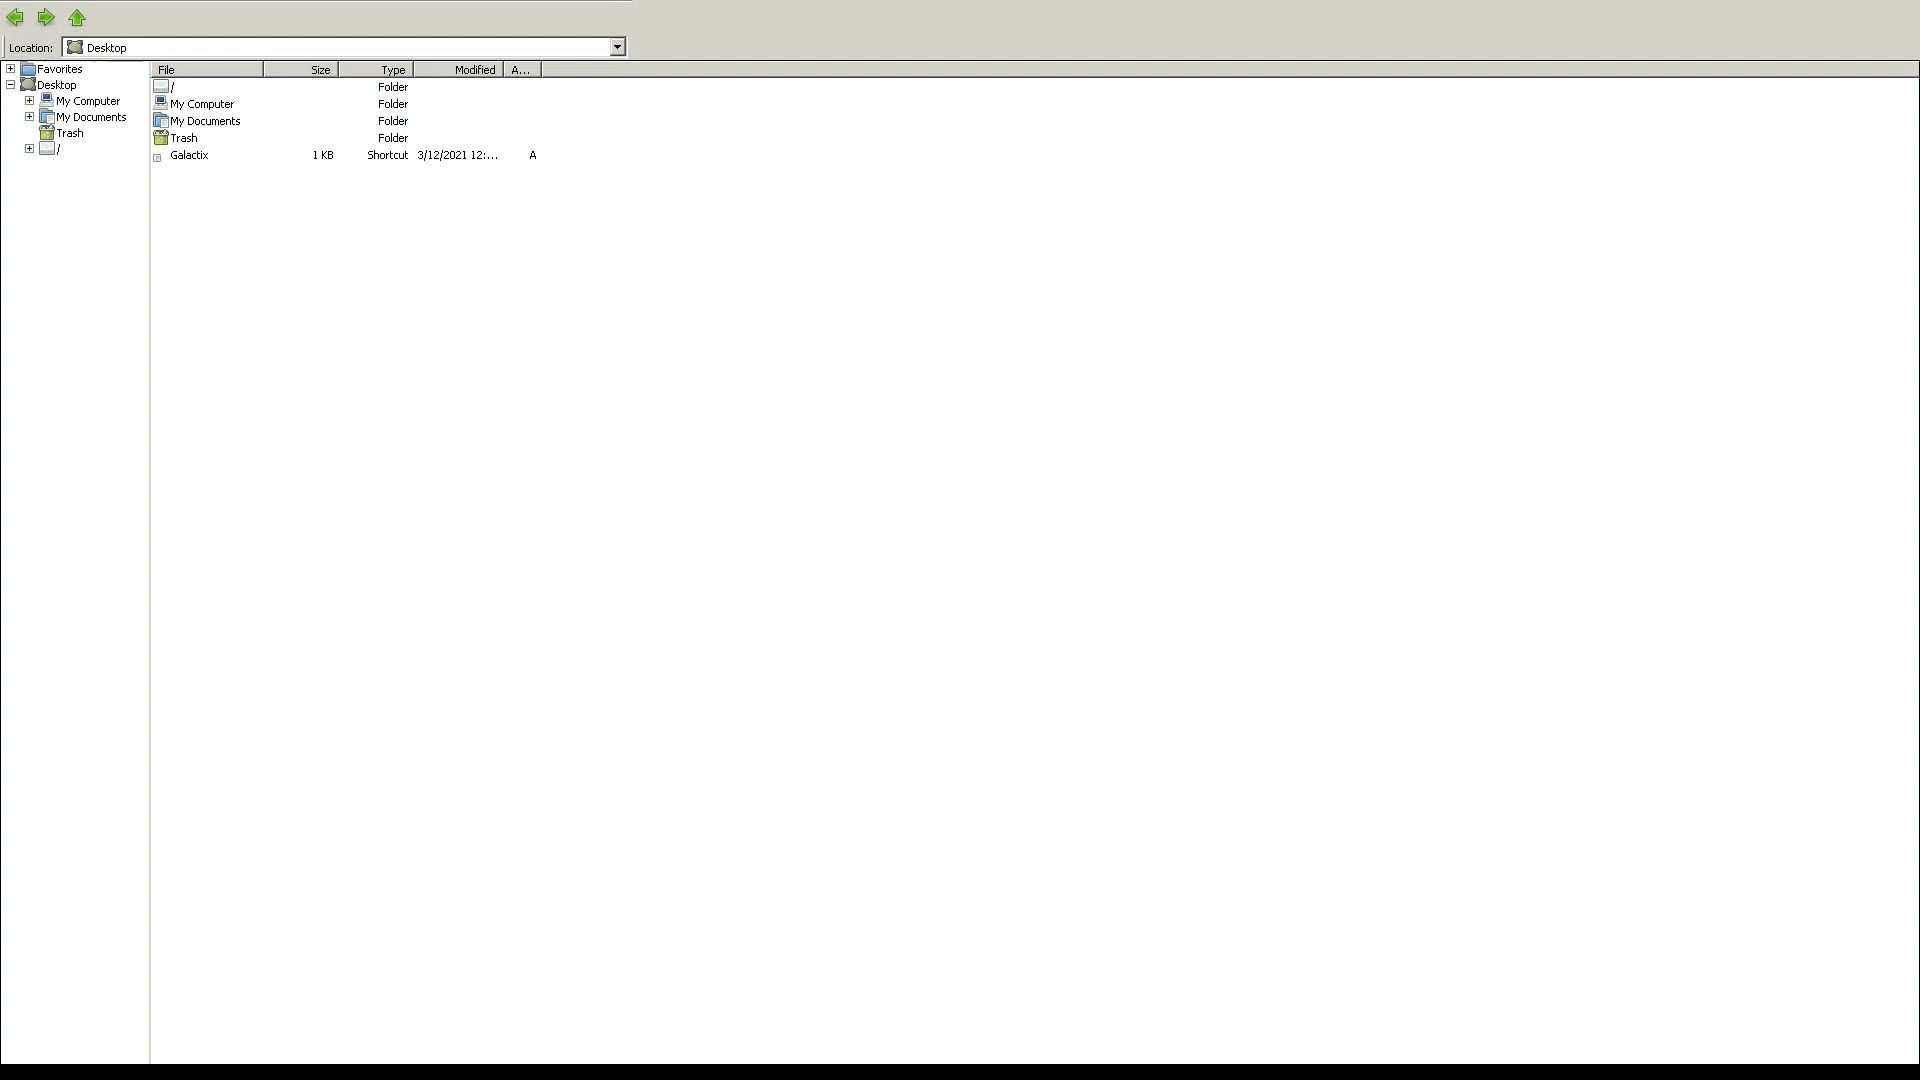 Location: Desktop
Favorites
Desktop
My Computer
My Documents
Trash
/
File Size Type Modified A...
/ Folder
My Computer Folder
My Documents Folder
Trash Folder
Galactix 1 KB Shortcut 3/12/2021 12:... A